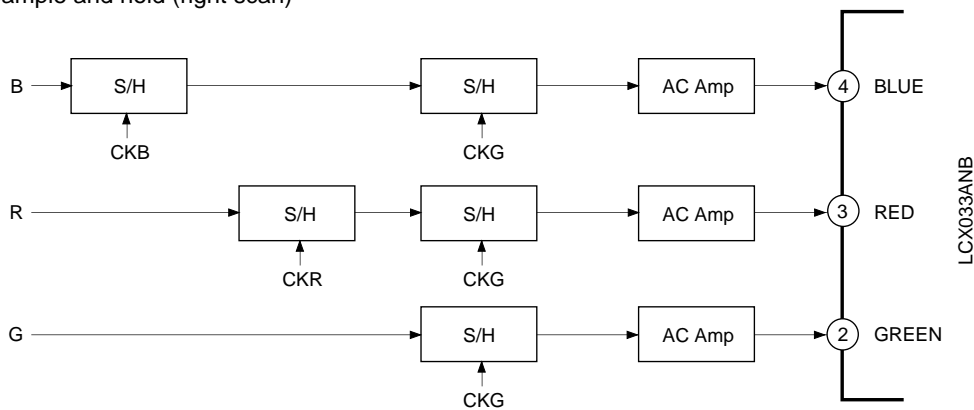 ample and hold (right scan)
B S/H S/H AC Amp 4 BLUE
CKB CKG
R S/H S/H AC Amp 3 RED
CKR CKG
G S/H AC Amp 2 GREEN
CKG
LCX033ANB